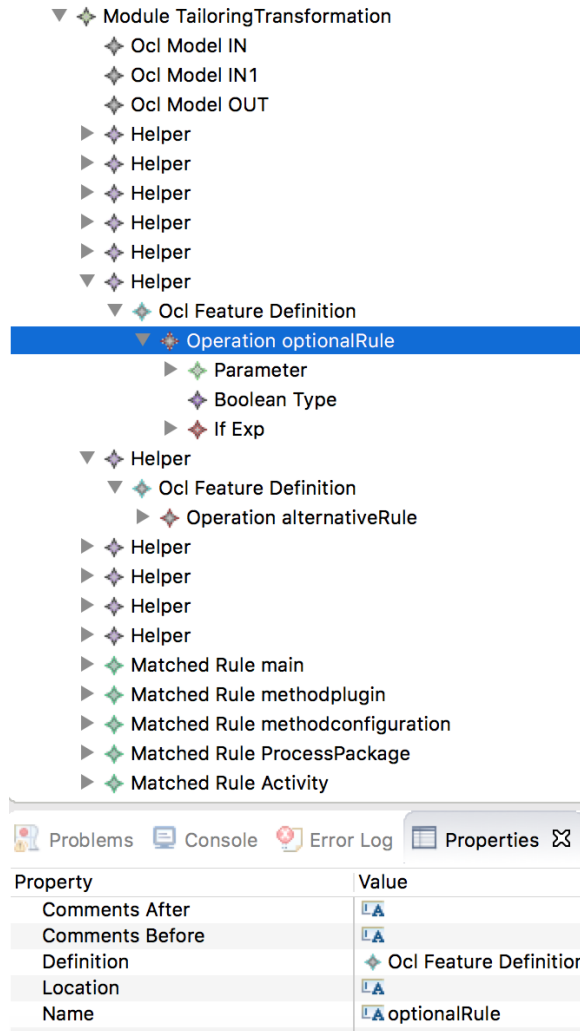 Module TailoringTransformation
Ocl Model IN
Ocl Model IN1
Ocl Model OUT
Helper
Helper
Helper
Helper
Helper
Helper
Ocl Feature Definition
Operation optionalRule
Parameter
Boolean Type
If Exp
Helper
Ocl Feature Definition
Operation alternativeRule
Helper
Helper
Helper
Helper
Matched Rule main
Matched Rule methodplugin
Matched Rule methodconfiguration
Matched Rule ProcessPackage
Matched Rule Activity
Problems Console Error Log Properties
Property Value
Comments After
Comments Before
Definition Ocl Feature Definition
Location
Name optionalRule